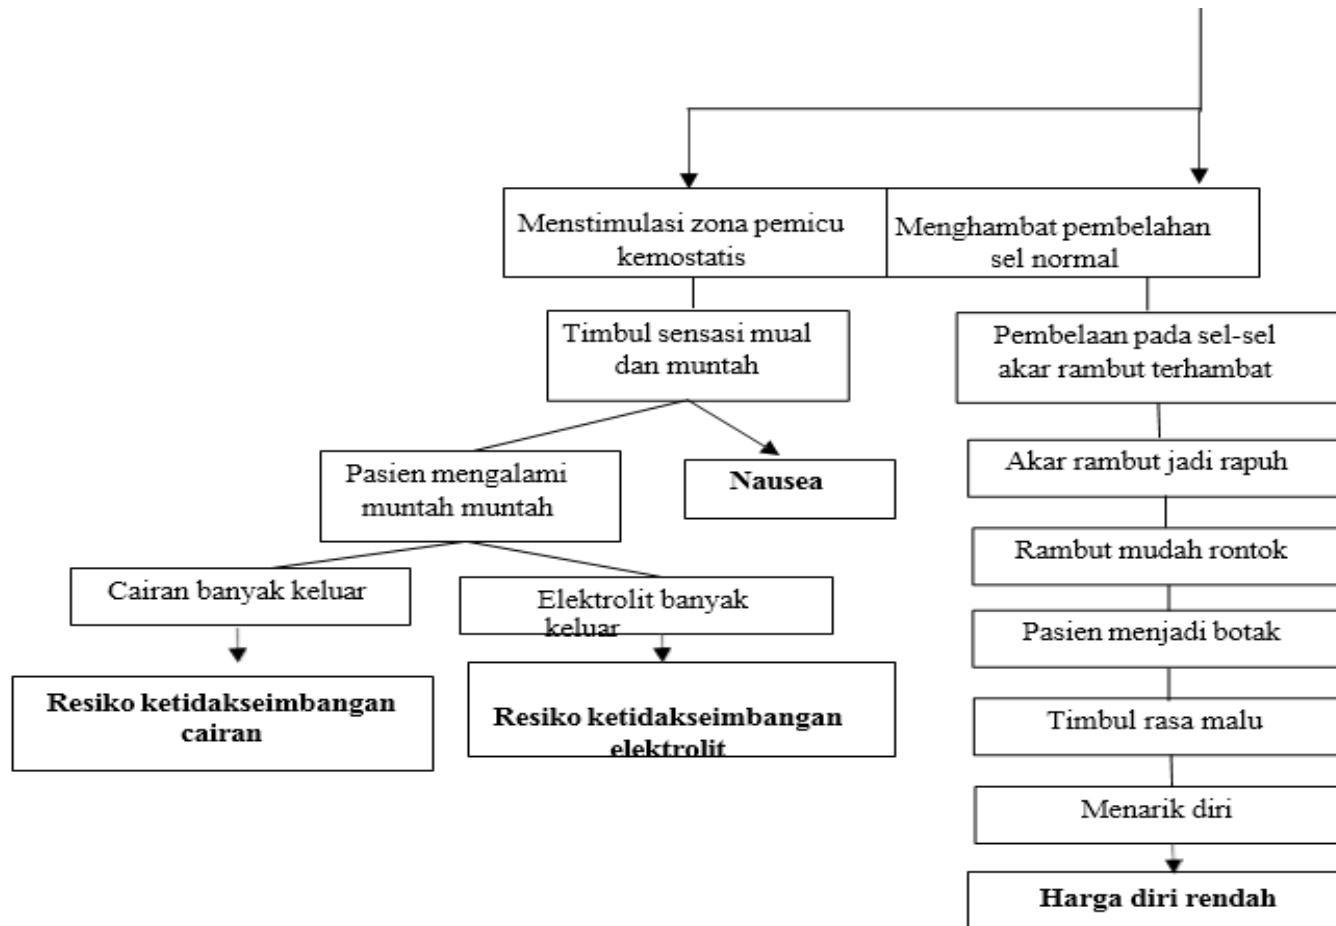 Menstimulasi zona pemicu
kemostatis
Menghambat pembelahan
sel normal
Timbul sensasi mual
dan muntah
Pembelaan pada sel-sel
akar rambut terhambat
Pasien mengalami
muntah muntah
Nausea
Akar rambut jadi rapuh
Rambut mudah rontok
Cairan banyak keluar
Elektrolit banyak
keluar
Pasien menjadi botak
Resiko ketidakseimbangan
cairan
Resiko ketidakseimbangan
elektrolit
Timbul rasa malu
Menarik diri
Harga diri rendah